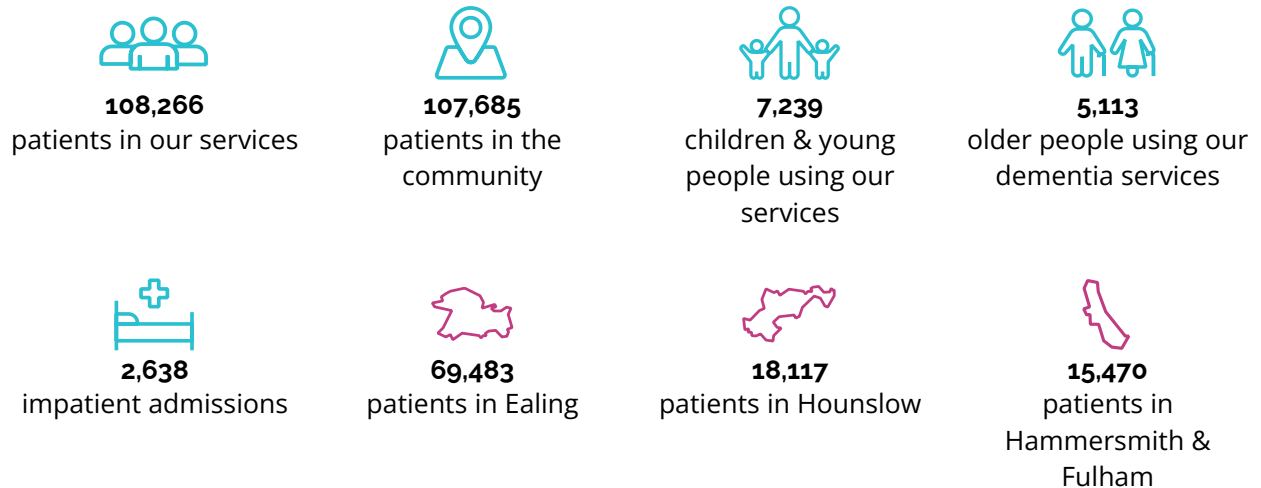 108,266
patients in our services
107,685
patients in the
community
7,239
children & young
people using our
services
5,113
older people using our
dementia services
2,638
impatient admissions
69,483
patients in Ealing
18,117
patients in Hounslow
15,470
patients in
Hammersmith &
Fulham